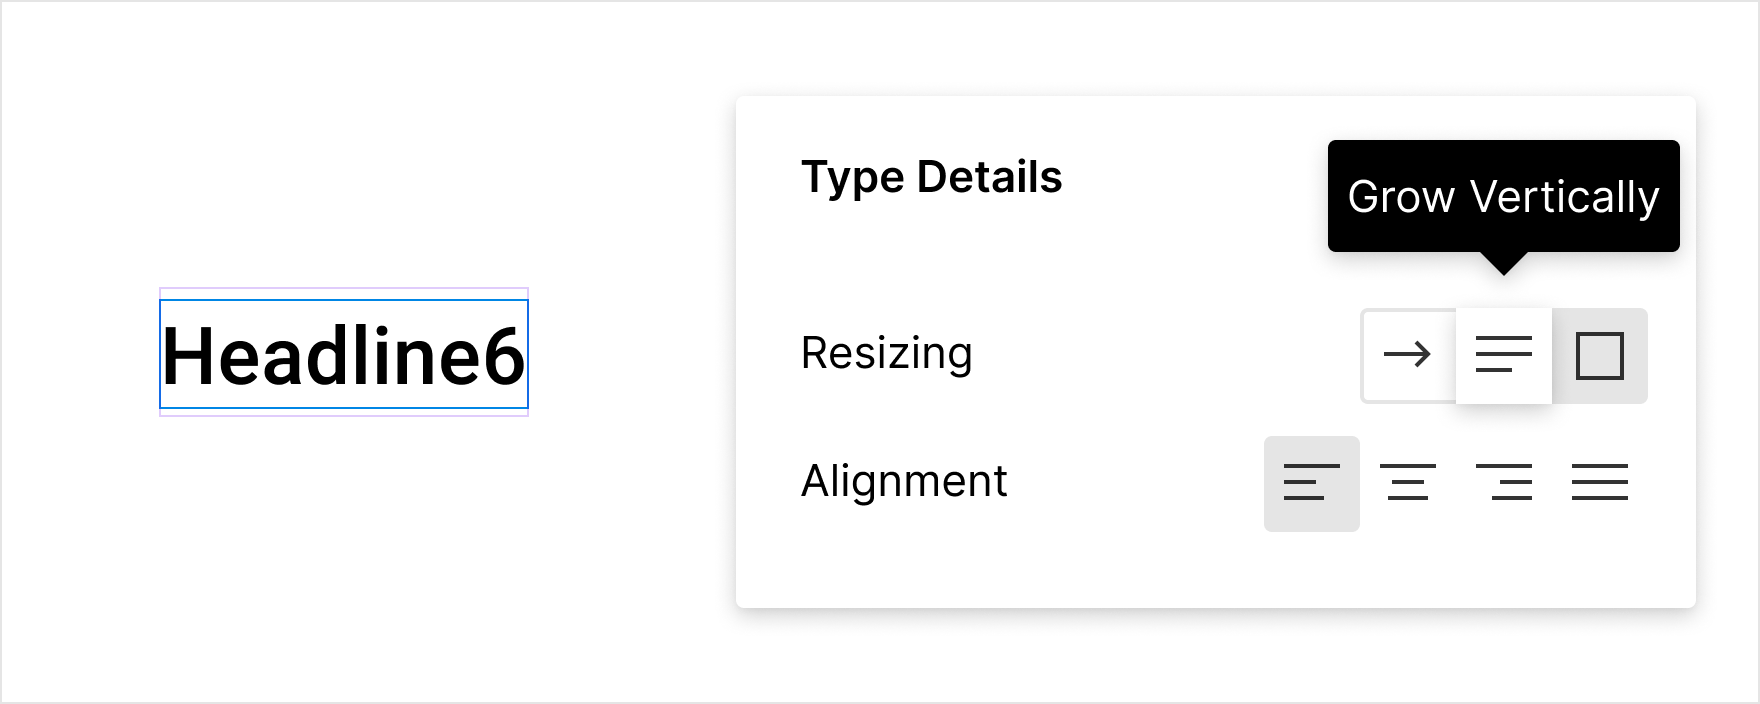 Headline6
Type Details
Grow Vertically
Resizing
Alignment